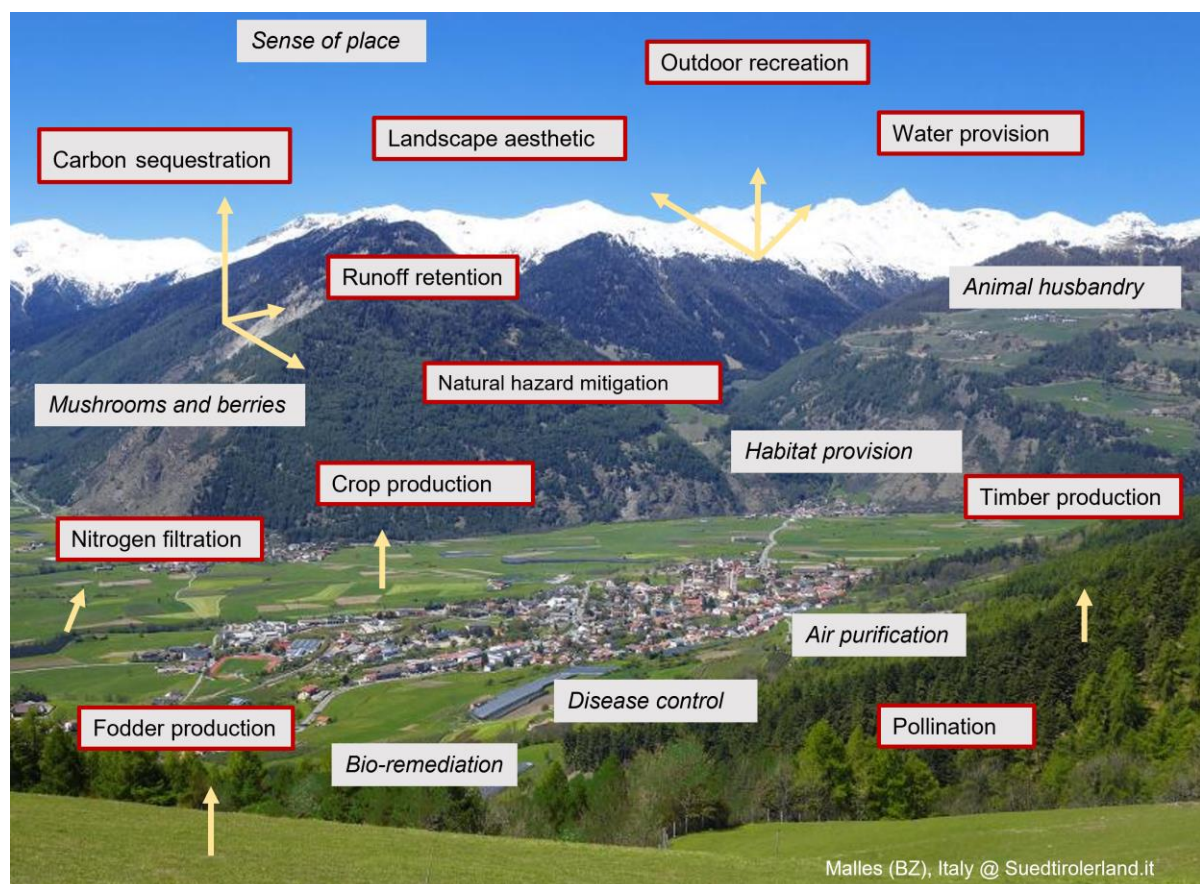 Sense of place
Outdoor recreation
Landscape aesthetic
Water provision
Carbon sequestration
Runoff retention
Animal husbandry
Natural hazard mitigation
Mushrooms and berries
Habitat provision
Crop production
Timber production
Nitrogen filtration
Air purification
Disease control
Fodder production
Pollination
Bio-remediation
Malles (BZ), Italy @ Suedtirolerland.it